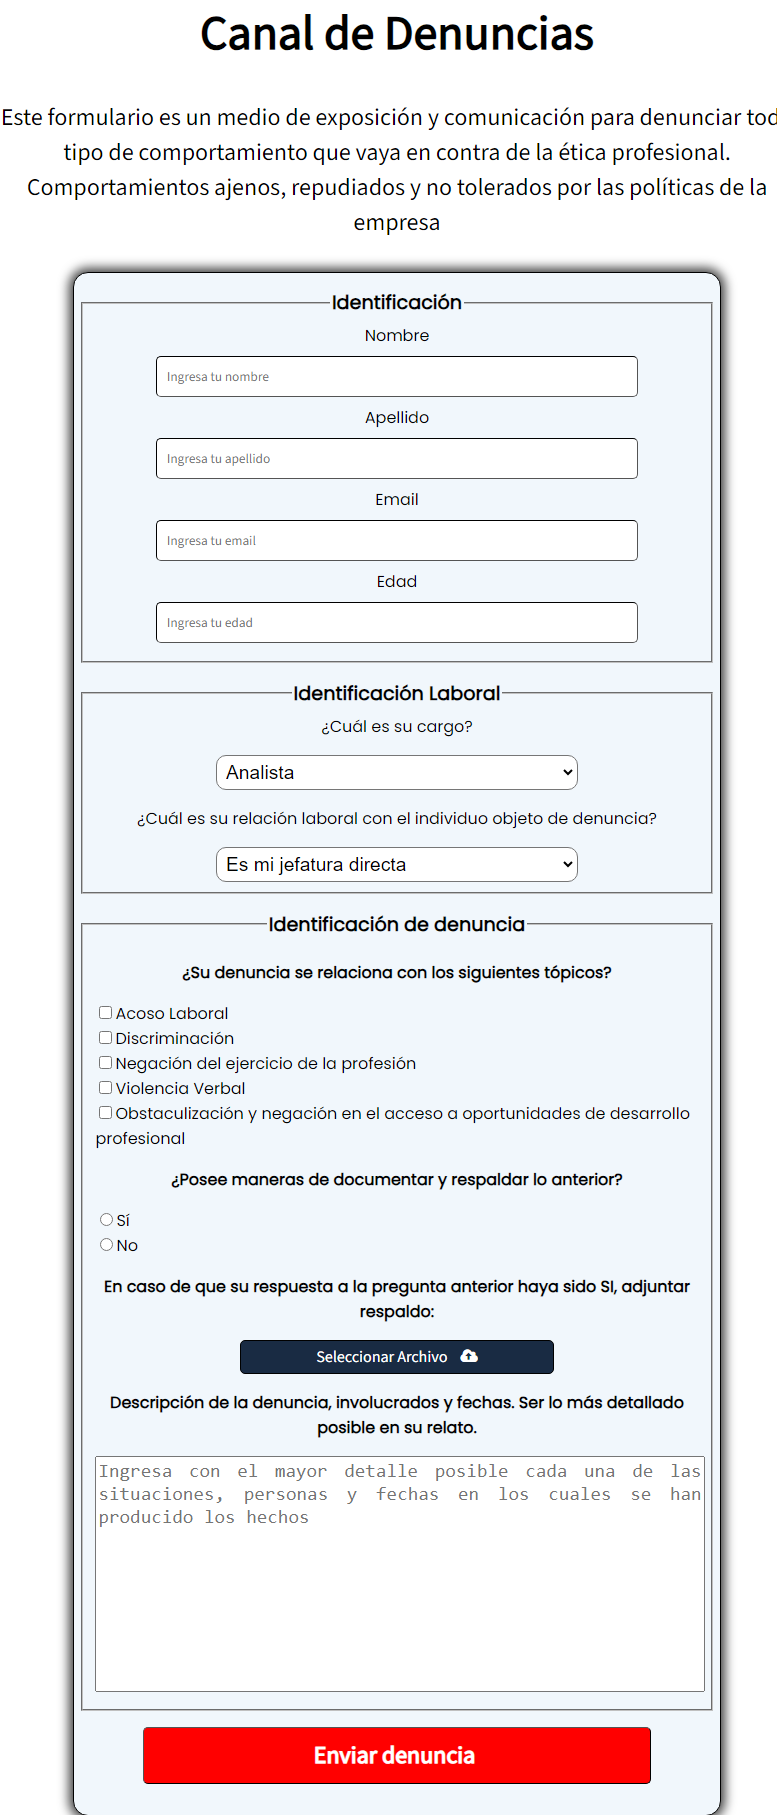 Canal de Denuncias
Este formulario es un medio de exposición y comunicación para denunciar tod
tipo de comportamiento que vaya en contra de la ética profesional.
Comportamientos ajenos, repudiados y no tolerados por las políticas de la
empresa
Identificación
Nombre
Ingresa tu nombre
Apellido
Ingresa tu apellido
Email
Ingresa tu email
Edad
Ingresa tu edad
Identificación Laboral
¿Cuál es su cargo?
Analista
¿Cuál es su relación laboral con el individuo objeto de denuncia?
Es mi jefatura directa
Identificación de denuncia
¿Su denuncia se relaciona con los siguientes tópicos?
Acoso Laboral
Discriminación
Negación del ejercicio de la profesión
Violencia Verbal
Obstaculización y negación en el acceso a oportunidades de desarrollo
profesional
¿Posee maneras de documentar y respaldar lo anterior?
Sí
No
En caso de que su respuesta a la pregunta anterior haya sido SI, adjuntar
respaldo:
Seleccionar Archivo
Descripción de la denuncia, involucrados y fechas. Ser lo más detallado
posible en su relato.
Ingresa con el mayor detalle posible cada una de las
situaciones, personas y fechas en los cuales se han
producido los hechos
Enviar denuncia